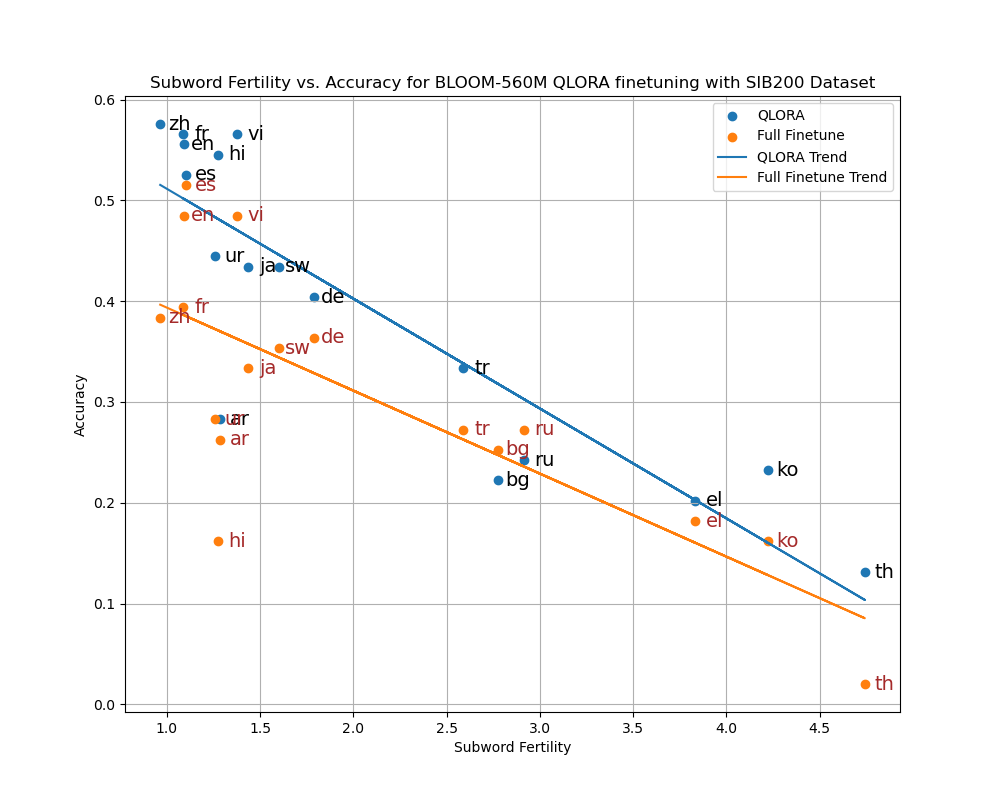 Subword Fertility vs. Accuracy for BLOOM-560M QLORA finetuning with SIB200 Dataset
QLORA
Full Finetune
QLORA Trend
Full Finetune Trend
0.6
0.5
0.4
0.3
0.2
0.1
0.0
Accuracy
zh
fr
vi
en
hi
es
es
en
vi
ur
ja
sw
de
fr
zh
de
sw
ja
tr
ur
ar
ar
tr
ru
bg
ru
bg
ko
el
el
hi
ko
th
th
1.0 1.5 2.0 2.5 3.0 3.5 4.0 4.5
Subword Fertility